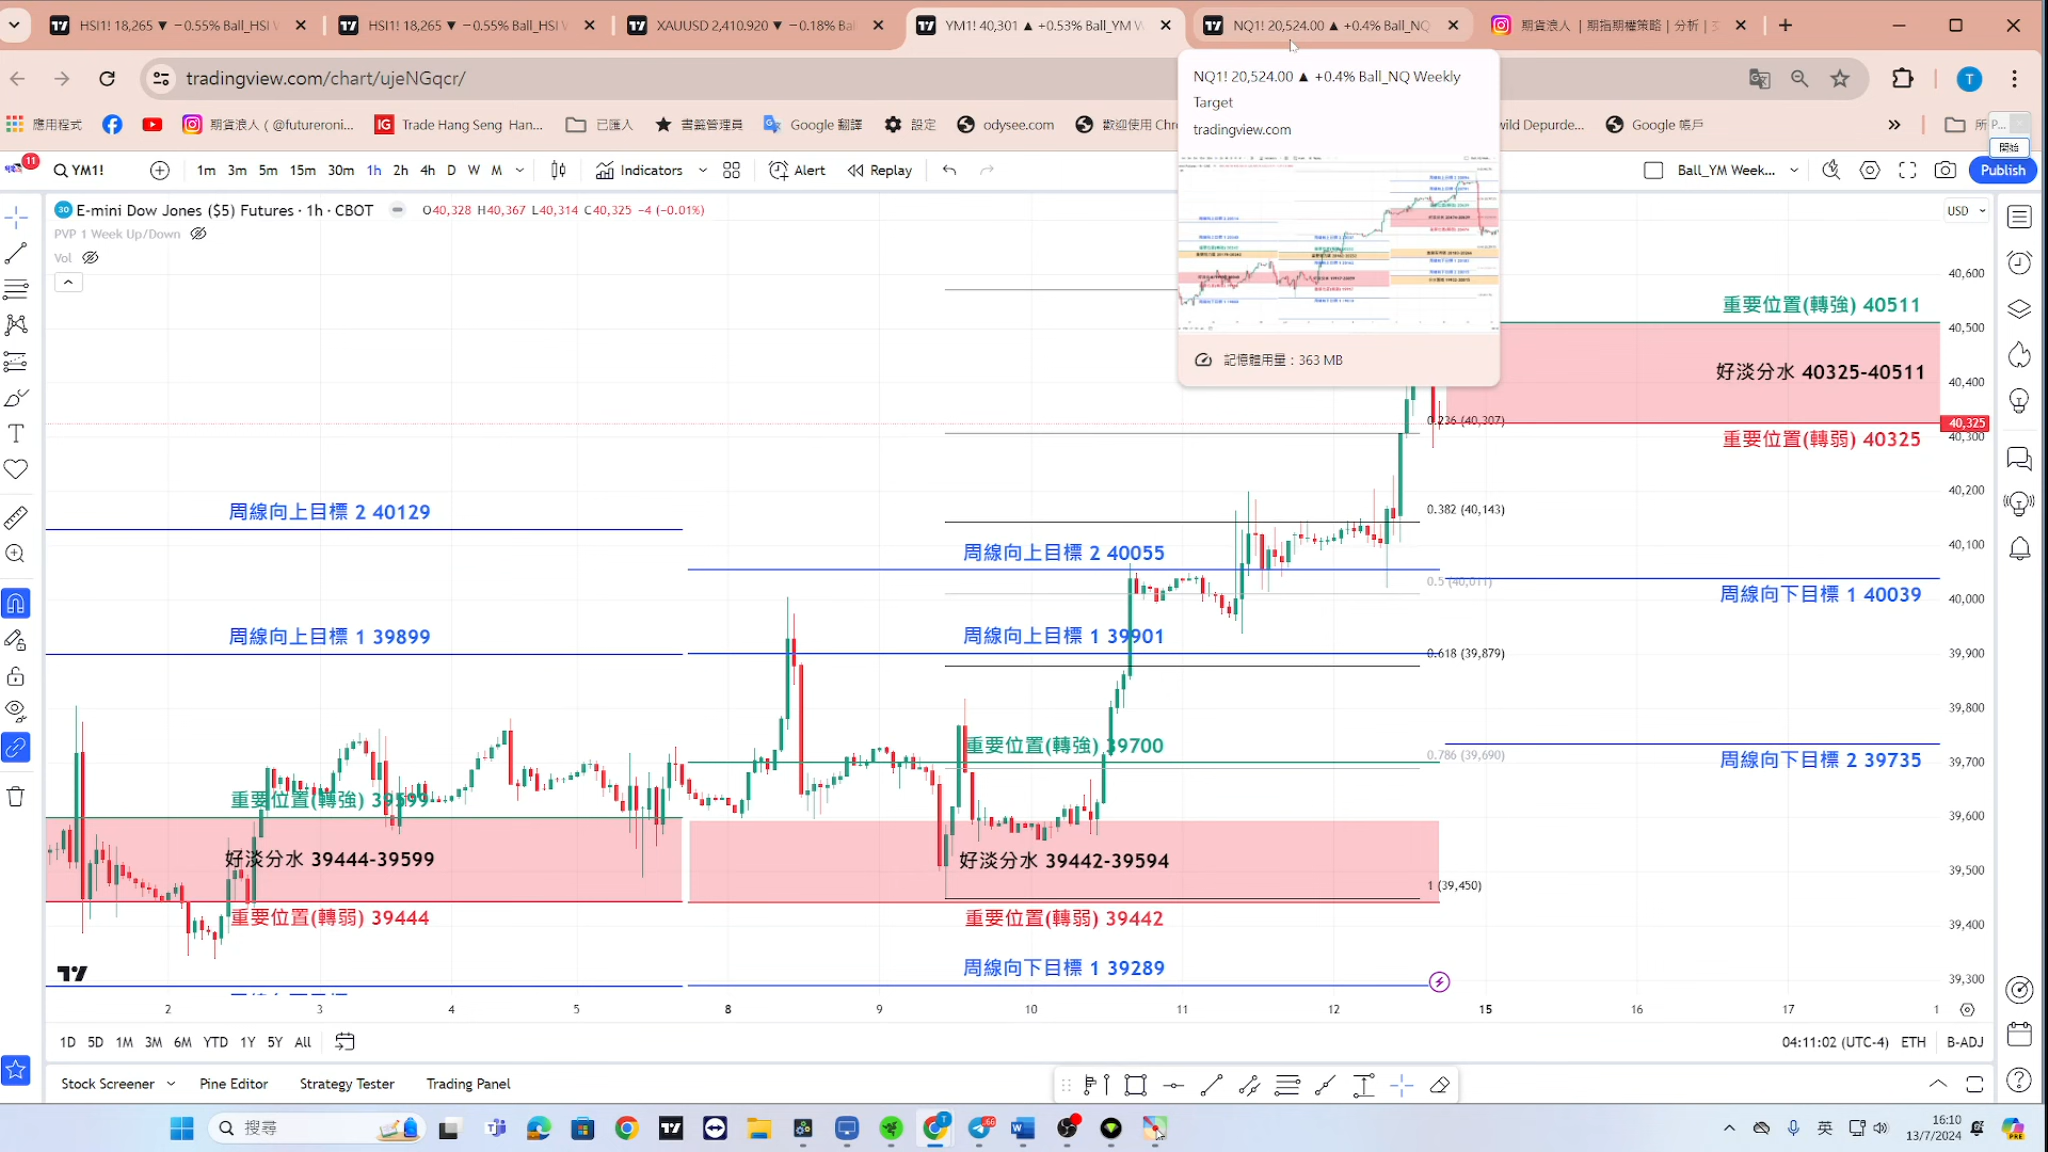 HSI1! 18,265 ▼ −0.55% Ball_HSI W
HSI1! 18,265 ▼ −0.55% Ball_HSI W
XAUUSD 2,410.920 ▼ −0.18% Ball
YM1! 40,301 ▲ +0.53% Ball_YM W
NQ1! 20,524.00 ▲ +0.4% Ball_NQ
期貨浪人 | 期指期權策略 | 分析 |
tradingview.com/chart/ujeNGqcr/
T
應用程式
期貨浪人 ( @futureroni...
IG
Trade Hang Seng Han...
已匯入
書籤管理員
Google 翻譯
設定
odysee.com
歡迎使用 Chr
wild Depurde...
Google 帳戶
所
P...
開始
NQ1! 20,524.00 ▲ +0.4% Ball_NQ Weekly
Target
tradingview.com
記憶體用量：363 MB
11
YM1!
1m 3m 5m 15m 30m 1h 2h 4h D W M
Indicators
Alert
Replay
Ball_YM Week...
Publish
30
E-mini Dow Jones ($5) Futures · 1h · CBOT
O40,328 H40,367 L40,314 C40,325 −4 (−0.01%)
PVP 1 Week Up/Down
Vol
USD
40,600
40,500
40,400
40,325
40,300
40,200
40,100
40,000
39,900
39,800
39,700
39,600
39,500
39,400
39,300
重要位置(轉強) 40511
好淡分水 40325-40511
重要位置(轉弱) 40325
周線向下目標 1 40039
周線向下目標 2 39735
0.236 (40,307)
0.382 (40,143)
0.5 (40,011)
0.618 (39,879)
0.786 (39,690)
1 (39,450)
周線向上目標 2 40129
周線向上目標 1 39899
重要位置(轉強) 39599
好淡分水 39444-39599
重要位置(轉弱) 39444
周線向上目標 2 40055
周線向上目標 1 39901
重要位置(轉強) 39700
好淡分水 39442-39594
重要位置(轉弱) 39442
周線向下目標 1 39289
2 3 4 5 8 9 10 11 12 15 16 17 1
1D 5D 1M 3M 6M YTD 1Y 5Y All
04:11:02 (UTC-4) ETH B-ADJ
Stock Screener
Pine Editor
Strategy Tester
Trading Panel
搜尋
英
16:10
13/7/2024